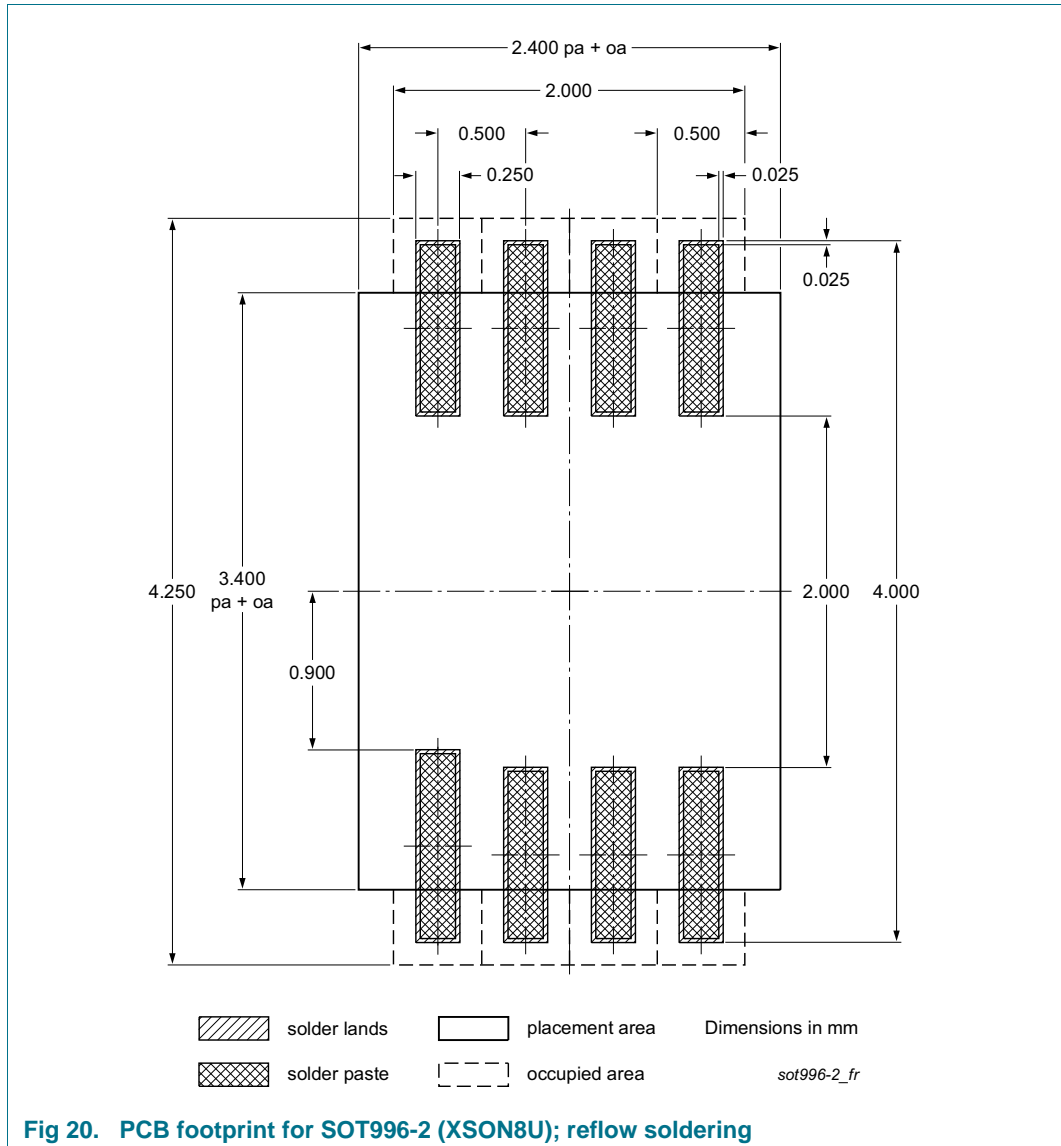 2.400 pa + oa
2.000
0.500 0.500
0.250 0.025
0.025
4.250 3.400
pa + oa
2.000 4.000
0.900
solder lands placement area Dimensions in mm
solder paste occupied area sot996-2_fr
Fig 20. PCB footprint for SOT996-2 (XSON8U); reflow soldering